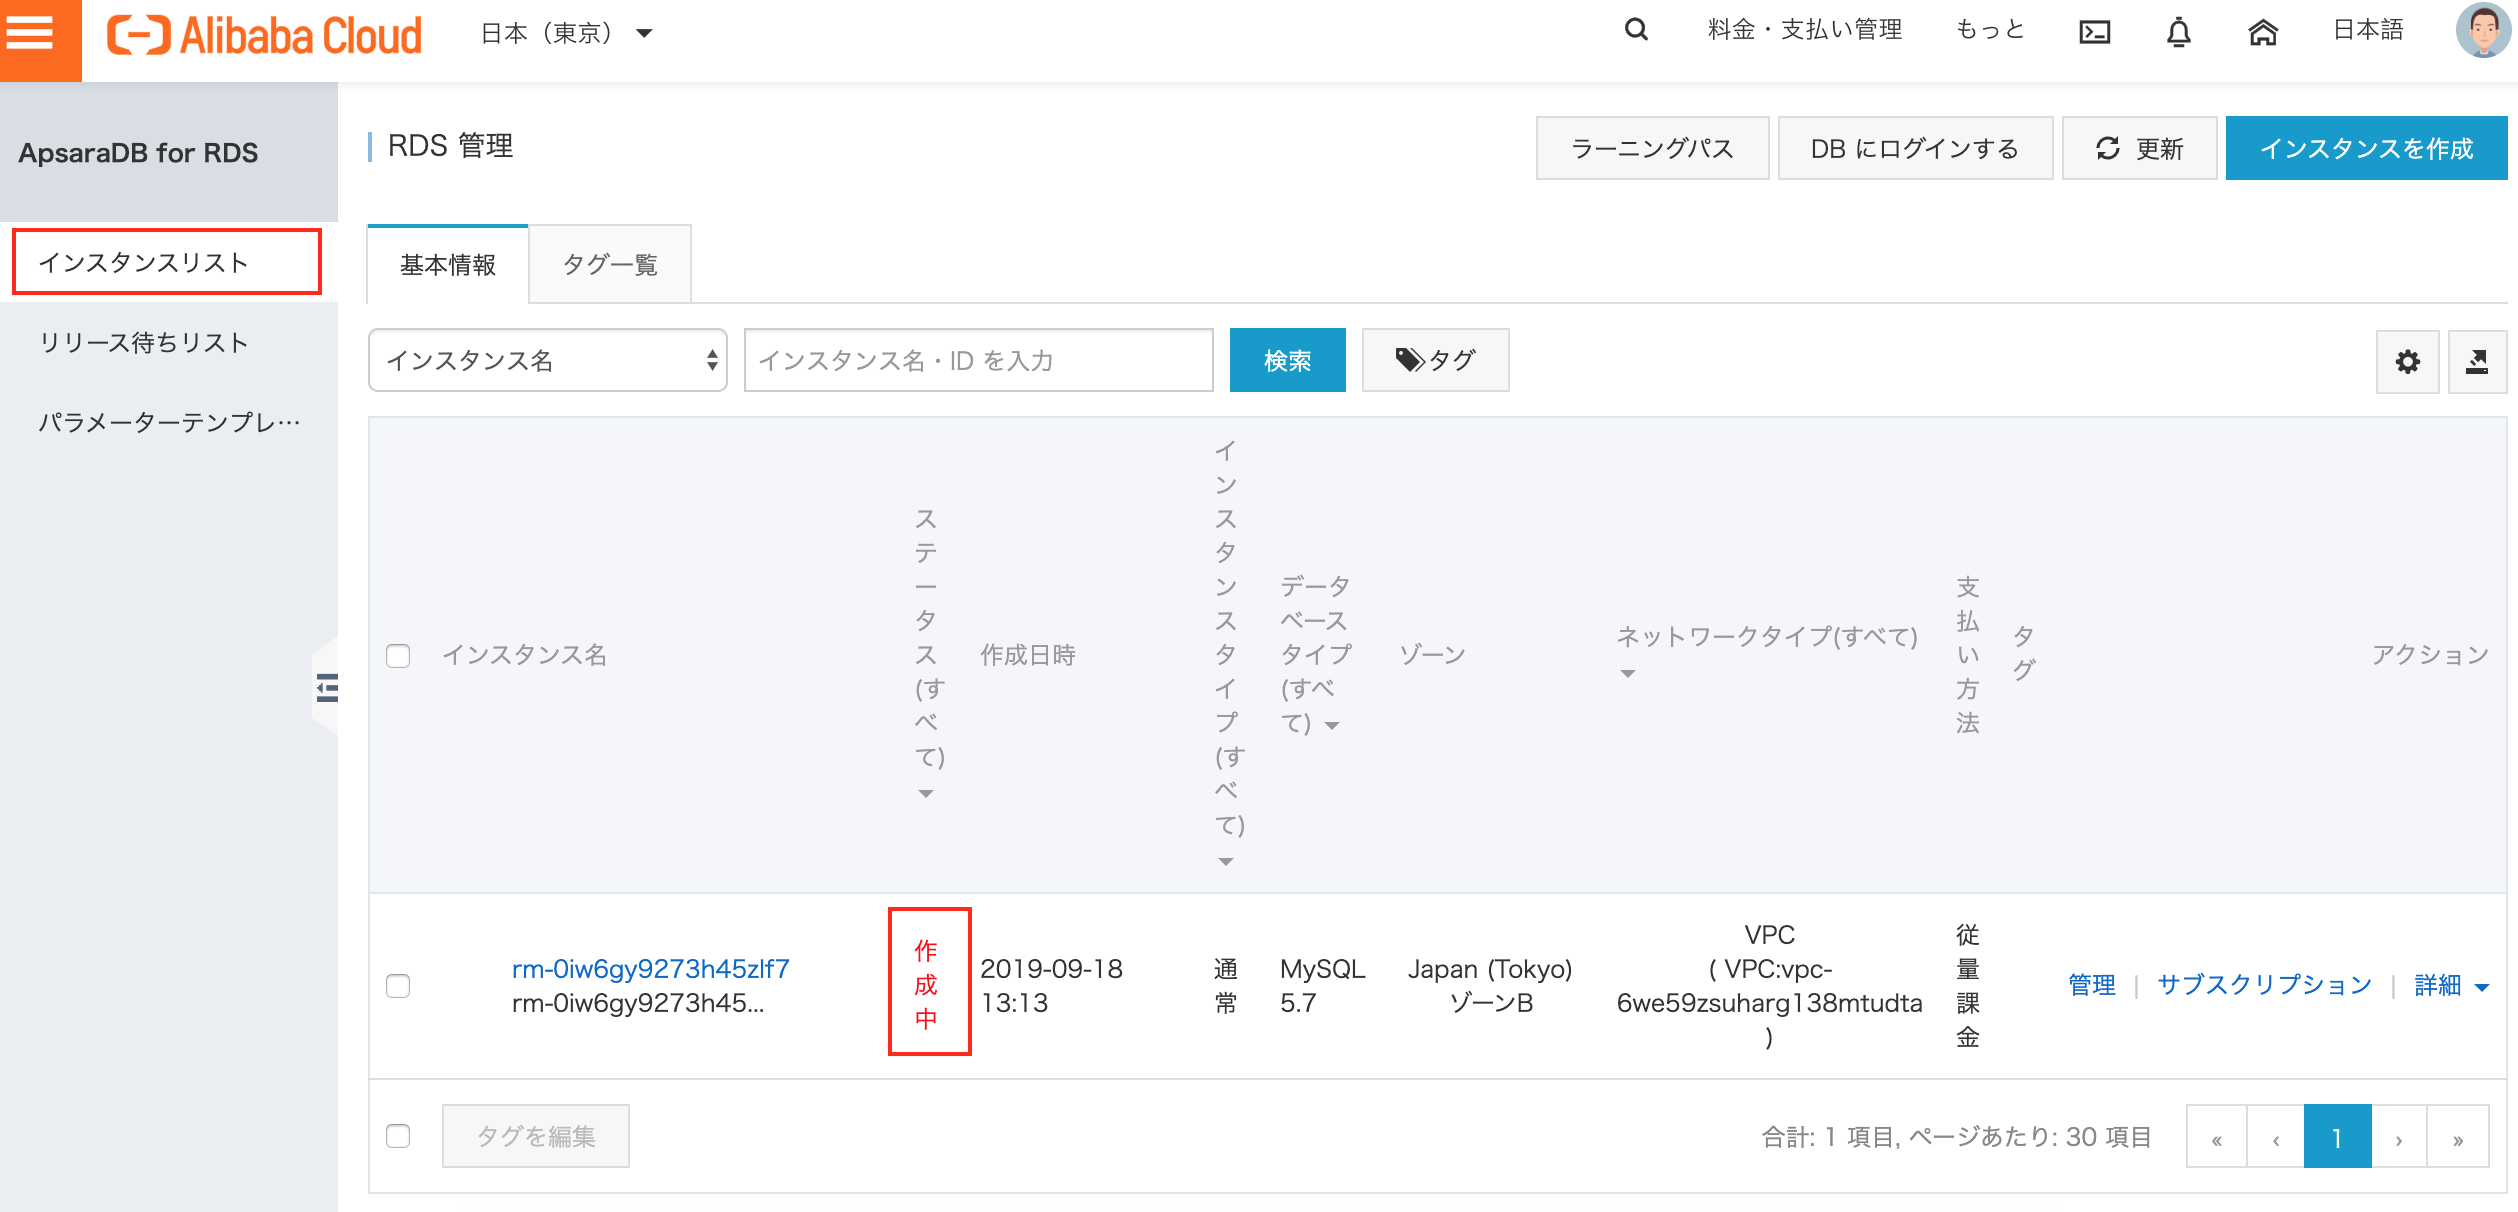 Alibaba Cloud
日本（東京）
料金・支払い管理
もっと
日本語
ApsaraDB for RDS
インスタンスリスト
リリース待ちリスト
パラメーターテンプレ…
RDS 管理
ラーニングパス
DB にログインする
更新
インスタンスを作成
基本情報
タグ一覧
インスタンス名
インスタンス名・ID を入力
検索
タグ
インスタンス名
ス
テ
ー
タ
ス
(す
べ
て)
作成日時
イ
ン
ス
タ
ン
ス
タ
イ
プ
(す
べ
て)
データ
ベース
タイプ
(すべ
て)
ゾーン
ネットワークタイプ(すべて)
支
払
い
方
法
タ
グ
アクション
rm-0iw6gy9273h45zlf7
rm-0iw6gy9273h45...
作
成
中
2019-09-18
13:13
通
常
MySQL
5.7
Japan (Tokyo)
ゾーンB
VPC
( VPC:vpc-
6we59zsuharg138mtudta
)
従
量
課
金
管理 | サブスクリプション | 詳細
タグを編集
合計: 1 項目, ページあたり: 30 項目
« ‹ 1 › »